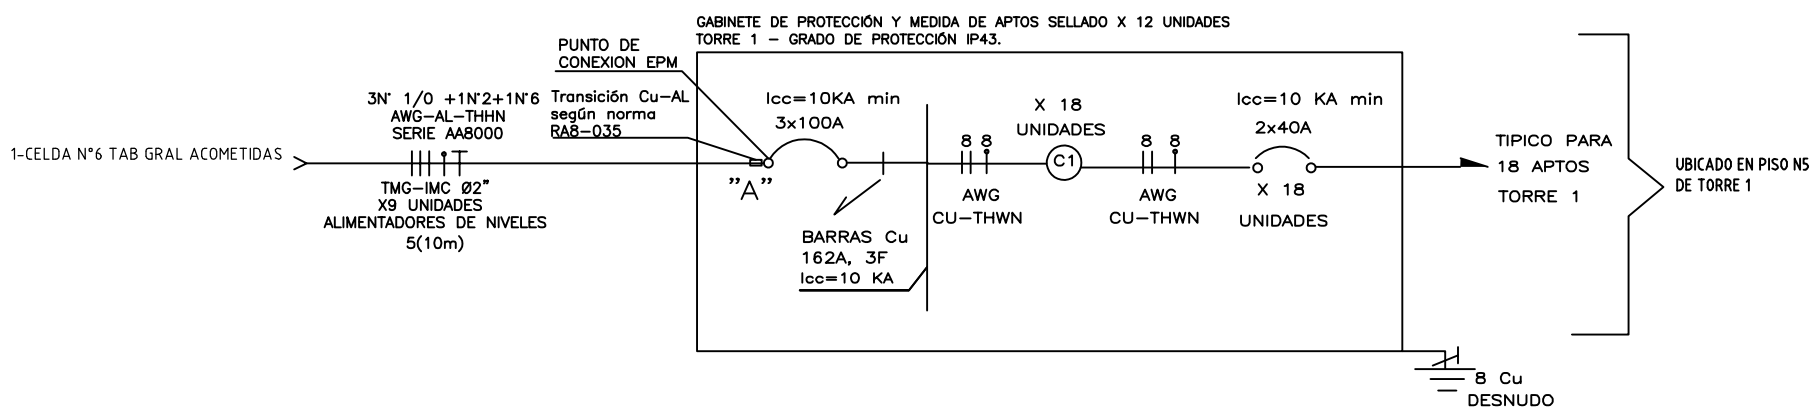 GABINETE DE PROTECCIÓN Y MEDIDA DE APTOS SELLADO X 12 UNIDADES
TORRE 1 - GRADO DE PROTECCIÓN IP43.
PUNTO DE
CONEXION EPM
3N° 1/0 +1N°2+1N°6
AWG-AL-THHN
SERIE AA8000
Transición Cu-AL
según norma
RA8-035
1-CELDA N°6 TAB GRAL ACOMETIDAS
TMG-IMC Ø2"
X9 UNIDADES
ALIMENTADORES DE NIVELES
5(10m)
"A"
Icc=10KA min
3x100A
BARRAS Cu
162A, 3F
Icc=10 KA
8 8
AWG
CU-THWN
X 18
UNIDADES
C1
8 8
AWG
CU-THWN
Icc=10 KA min
2x40A
X 18
UNIDADES
TIPICO PARA
18 APTOS
TORRE 1
UBICADO EN PISO N5
DE TORRE 1
8 Cu
DESNUDO